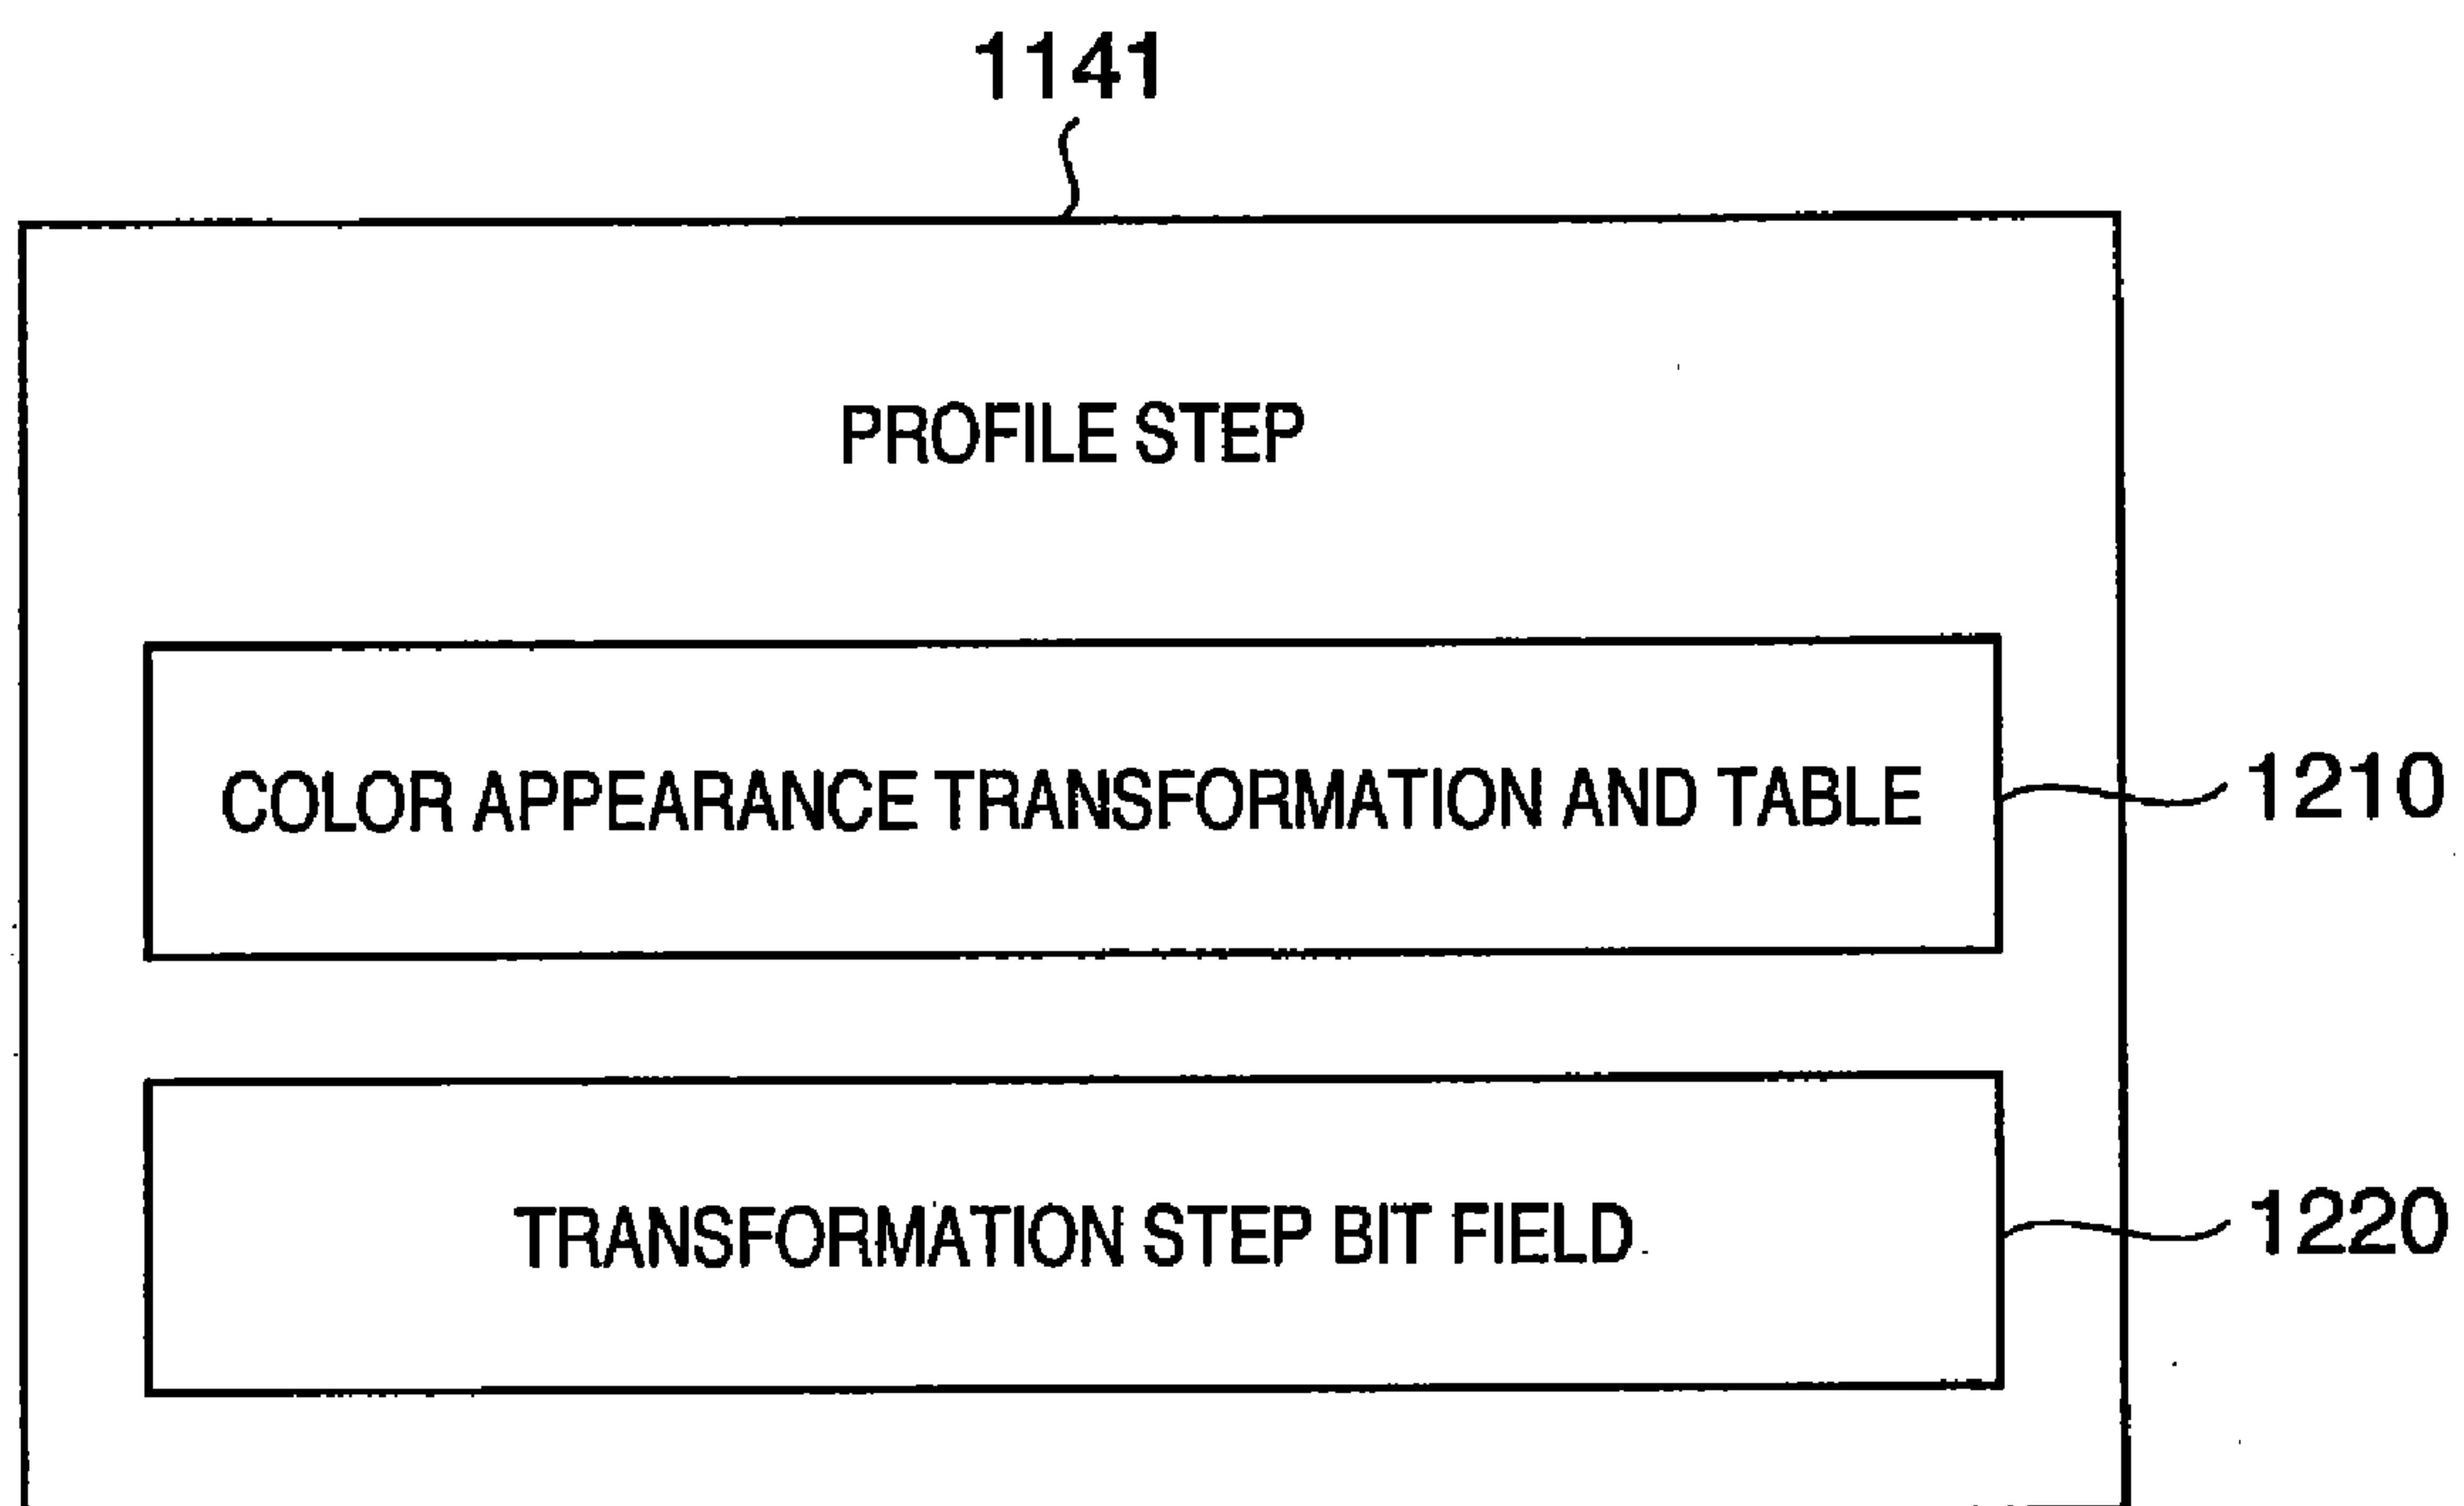 1141
PROFILE STEP
COLOR APPEARANCE TRANSFORMATION AND TABLE
1210
TRANSFORMATION STEP BIT FIELD
1220